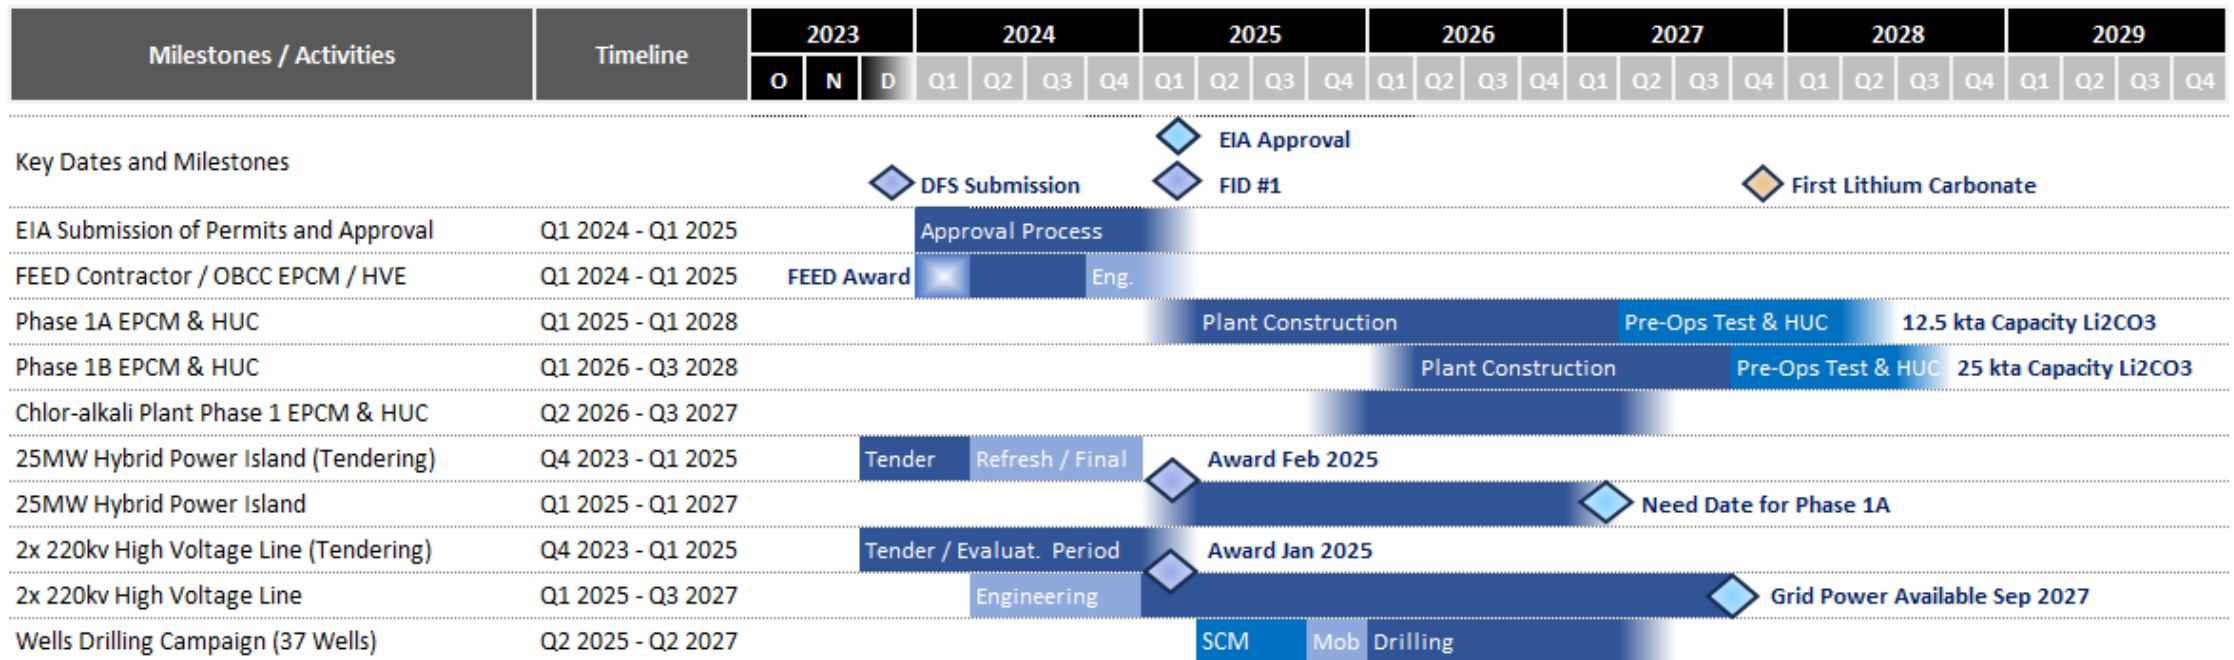 Milestones / Activities Timeline 2023 2024 2025 2026 2027 2028 2029
O N D Q1 Q2 Q3 Q4 Q1 Q2 Q3 Q4 Q1 Q2 Q3 Q4 Q1 Q2 Q3 Q4 Q1 Q2 Q3 Q4 Q1 Q2 Q3 Q4
EIA Approval
Key Dates and Milestones
DFS Submission FID #1 First Lithium Carbonate
EIA Submission of Permits and Approval Q1 2024 - Q1 2025 Approval Process
FEED Contractor / OBCC EPCM / HVE Q1 2024 - Q1 2025 FEED Award Eng.
Phase 1A EPCM & HUC Q1 2025 - Q1 2028 Plant Construction Pre-Ops Test & HUC 12.5 kta Capacity Li2CO3
Phase 1B EPCM & HUC Q1 2026 - Q3 2028 Plant Construction Pre-Ops Test & HUC 25 kta Capacity Li2CO3
Chlor-alkali Plant Phase 1 EPCM & HUC Q2 2026 - Q3 2027
25MW Hybrid Power Island (Tendering) Q4 2023 - Q1 2025 Tender Refresh / Final Award Feb 2025
25MW Hybrid Power Island Q1 2025 - Q1 2027 Need Date for Phase 1A
2x 220kv High Voltage Line (Tendering) Q4 2023 - Q1 2025 Tender / Evaluat. Period Award Jan 2025
2x 220kv High Voltage Line Q1 2025 - Q3 2027 Engineering Grid Power Available Sep 2027
Wells Drilling Campaign (37 Wells) Q2 2025 - Q2 2027 SCM Mob Drilling